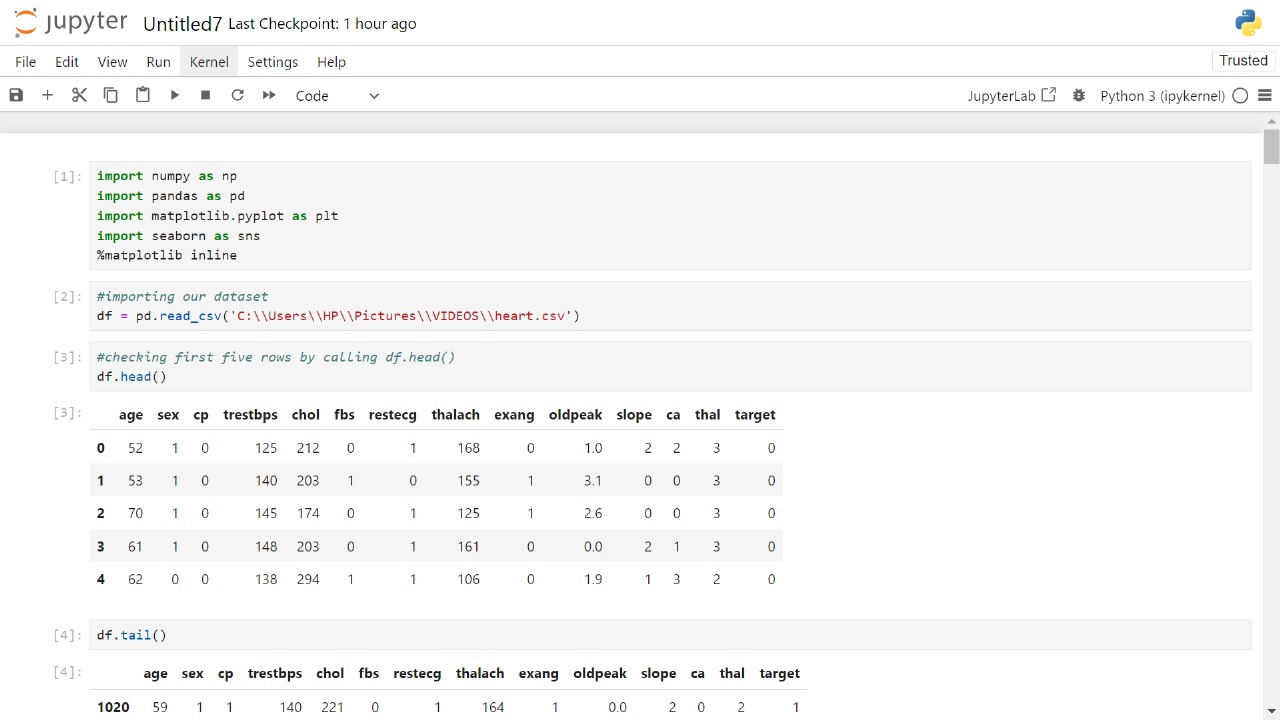 jupyter Untitled7 Last Checkpoint: 1 hour ago
File Edit View Run Kernel Settings Help Trusted
Code JupyterLab Python 3 (ipykernel)
[1]: import numpy as np
import pandas as pd
import matplotlib.pyplot as plt
import seaborn as sns
%matplotlib inline
[2]: #importing our dataset
df = pd.read_csv('C:\\Users\\HP\\Pictures\\VIDEOS\\heart.csv')
[3]: #checking first five rows by calling df.head()
df.head()
[3]: age sex cp trestbps chol fbs restecg thalach exang oldpeak slope ca thal target
0 52 1 0 125 212 0 1 168 0 1.0 2 2 3 0
1 53 1 0 140 203 1 0 155 1 3.1 0 0 3 0
2 70 1 0 145 174 0 1 125 1 2.6 0 0 3 0
3 61 1 0 148 203 0 1 161 0 0.0 2 1 3 0
4 62 0 0 138 294 1 1 106 0 1.9 1 3 2 0
[4]: df.tail()
[4]: age sex cp trestbps chol fbs restecg thalach exang oldpeak slope ca thal target
1020 59 1 1 140 221 0 1 164 1 0.0 2 0 2 1